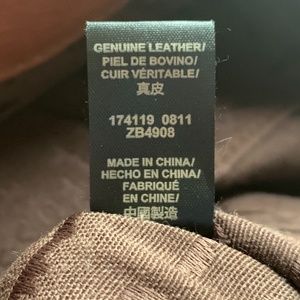 GENUINE LEATHER/
PIEL DE BOVINO/
CUIR VÉRITABLE/
真皮
174119 0811
ZB4908
MADE IN CHINA/
HECHO EN CHINA/
FABRIQUÉ
EN CHINE/
中國製造